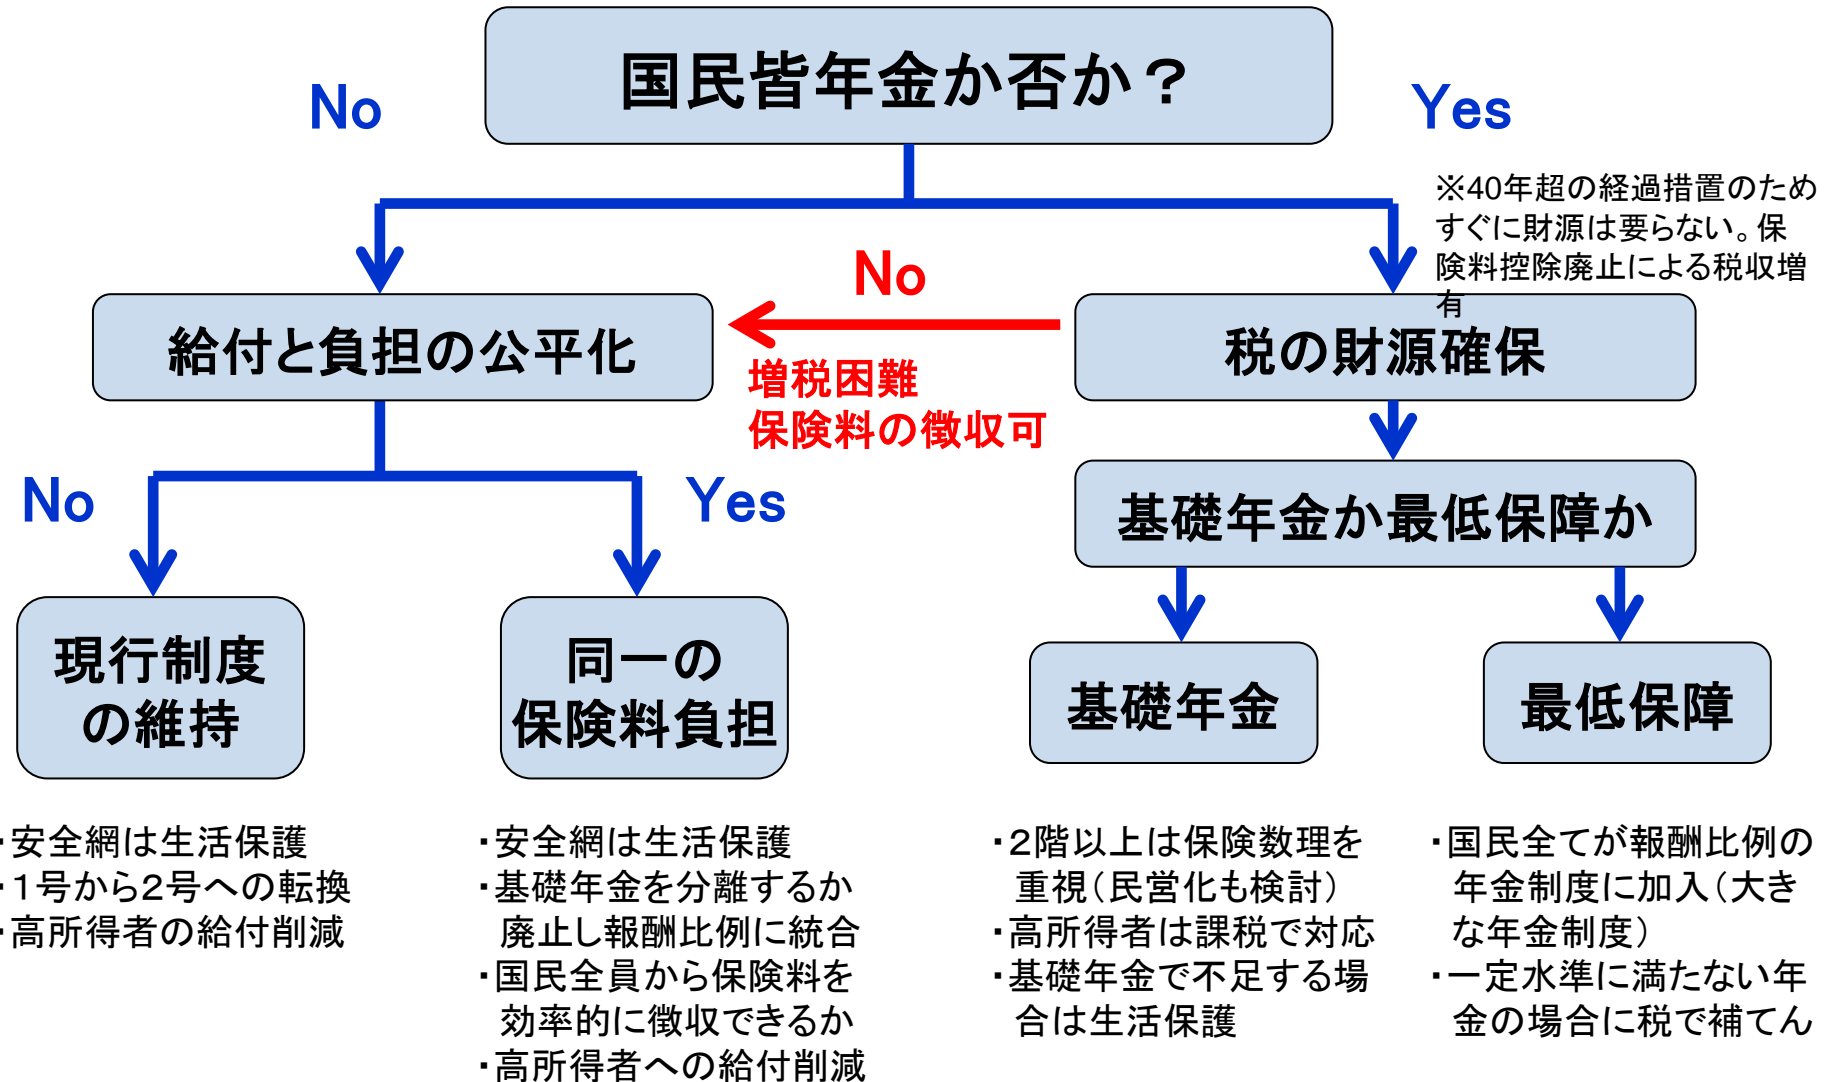 国民皆年金か否か？
No
Yes
※40年超の経過措置のため
すぐに財源は要らない。保
険料控除廃止による税収増
有
給付と負担の公平化
No
増税困難
保険料の徴収可
税の財源確保
No
Yes
基礎年金か最低保障か
現行制度
の維持
同一の
保険料負担
基礎年金
最低保障
・安全網は生活保護
・１号から２号への転換
・高所得者の給付削減
・安全網は生活保護
・基礎年金を分離するか
廃止し報酬比例に統合
・国民全員から保険料を
効率的に徴収できるか
・高所得者への給付削減
・２階以上は保険数理を
重視（民営化も検討）
・高所得者は課税で対応
・基礎年金で不足する場
合は生活保護
・国民全てが報酬比例の
年金制度に加入（大き
な年金制度）
・一定水準に満たない年
金の場合に税で補てん